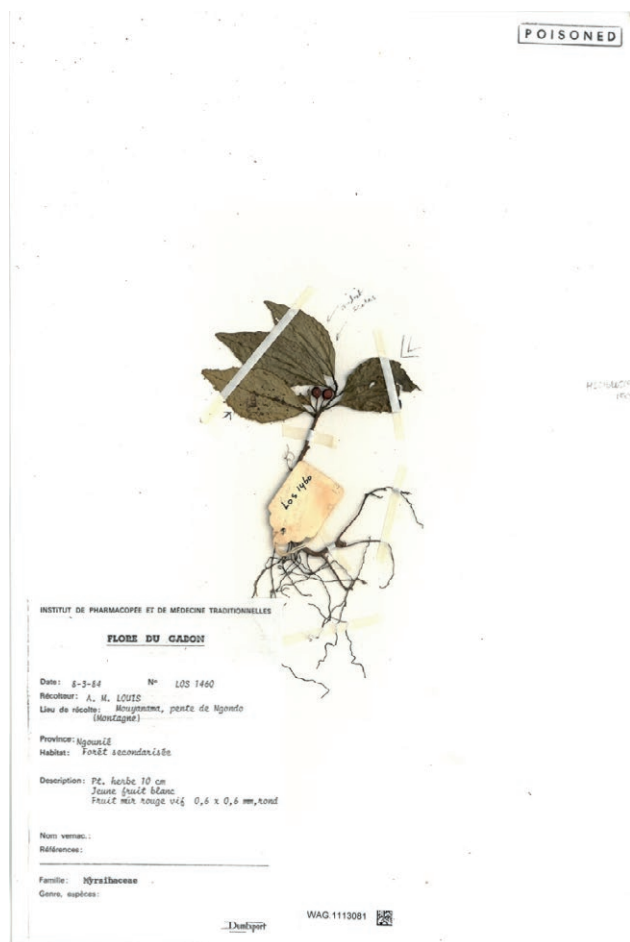 POISONED
LOS 1460
INSTITUT DE PHARMACOPÉE ET DE MÉDECINE TRADITIONNELLES
FLORE DU GABON
Date: 8-3-84 N° LOS 1460
Récolteur: A. M. LOUIS
Lieu de récolte: Mouyanama, pente de Ngondo
(Montagne)
Province: Ngounié
Habitat: Forêt secondarisée
Description: Pt. herbe 10 cm
Jeune fruit blanc
Fruit mûr rouge vif 0,6 x 0,6 mm, rond
Nom vernac.:
Références:
Famille: Myrsinaceae
Genre, espèces:
WAG.1113081